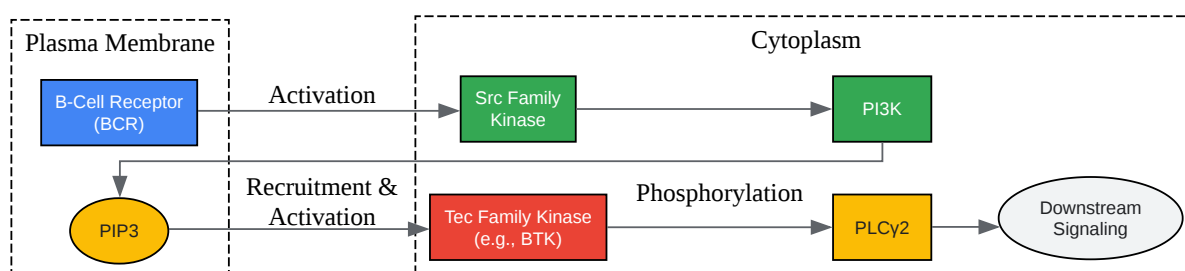 Plasma Membrane
Cytoplasm
B-Cell Receptor
(BCR)
Activation
Src Family
Kinase
PI3K
PIP3
Recruitment &
Activation
Tec Family Kinase
(e.g., BTK)
Phosphorylation
PLCγ2
Downstream
Signaling